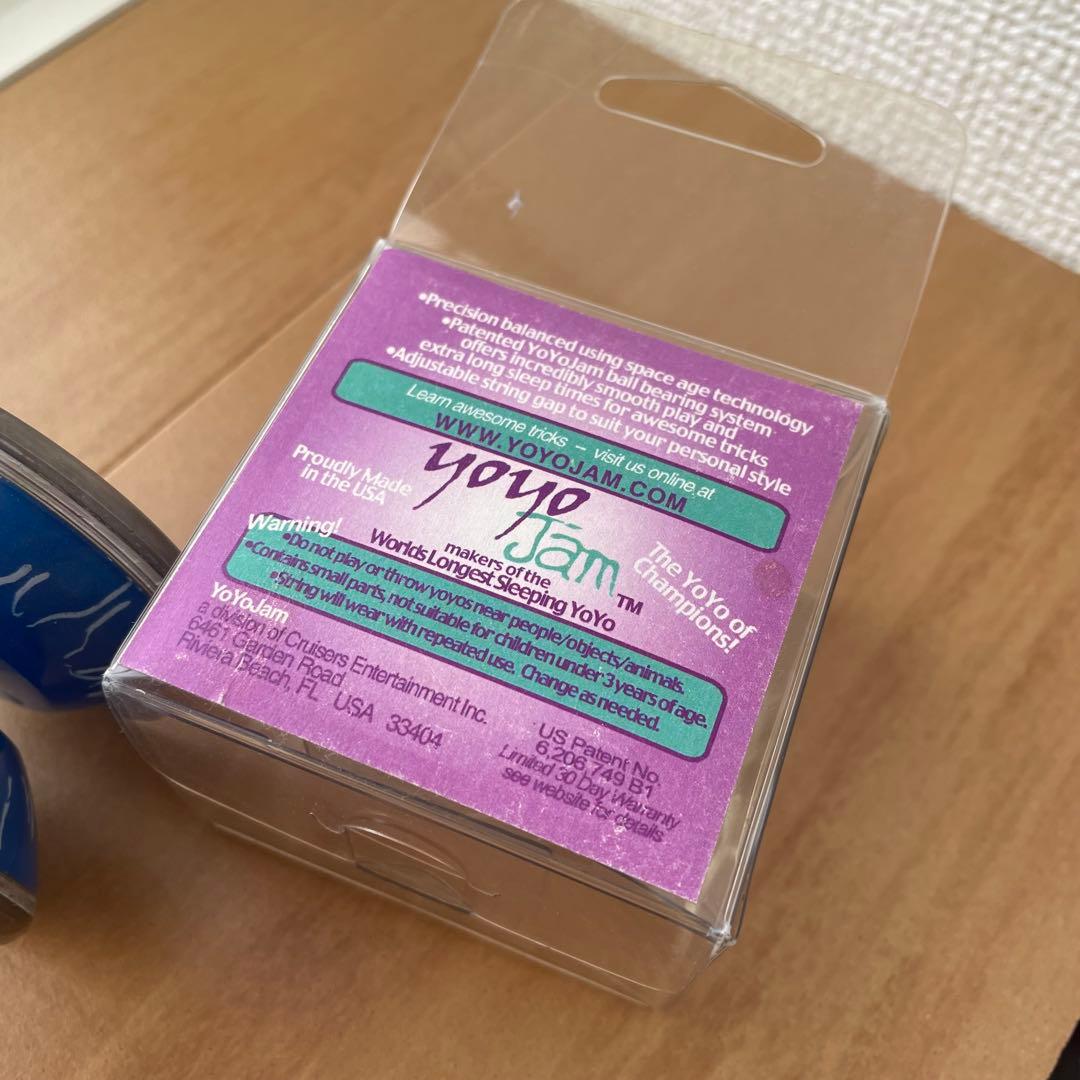 •Precision balanced using space age technology
•Patented YoYoJam ball bearing system
offers incredibly smooth play and
extra long sleep times for awesome tricks
•Adjustable string gap to suit your personal style
Learn awesome tricks – visit us online at
WWW.YOYOJAM.COM
Proudly Made
in the USA
yoyo
Jam™
makers of the
Worlds Longest Sleeping YoYo
The YoYo of
Champions!
Warning!
•Do not play or throw yoyos near people/objects/animals.
•Contains small parts, not suitable for children under 3 years of age.
•String will wear with repeated use. Change as needed.
YoYoJam
a division of Cruisers Entertainment Inc.
6461 Garden Road
Riviera Beach, FL USA 33404
US Patent No.
6,206,749 B1
Limited 30 Day Warranty
see website for details